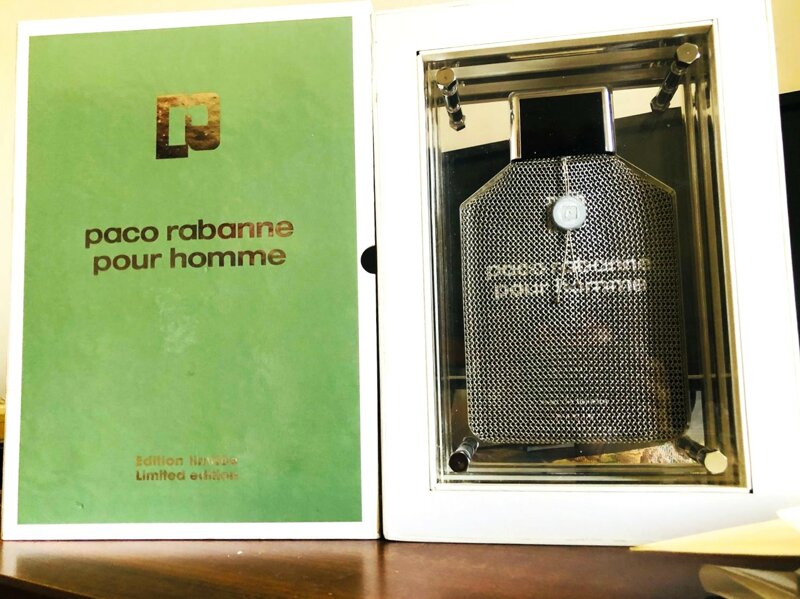 paco rabanne
pour homme
Edition limitée
Limited edition
paco rabanne
pour homme